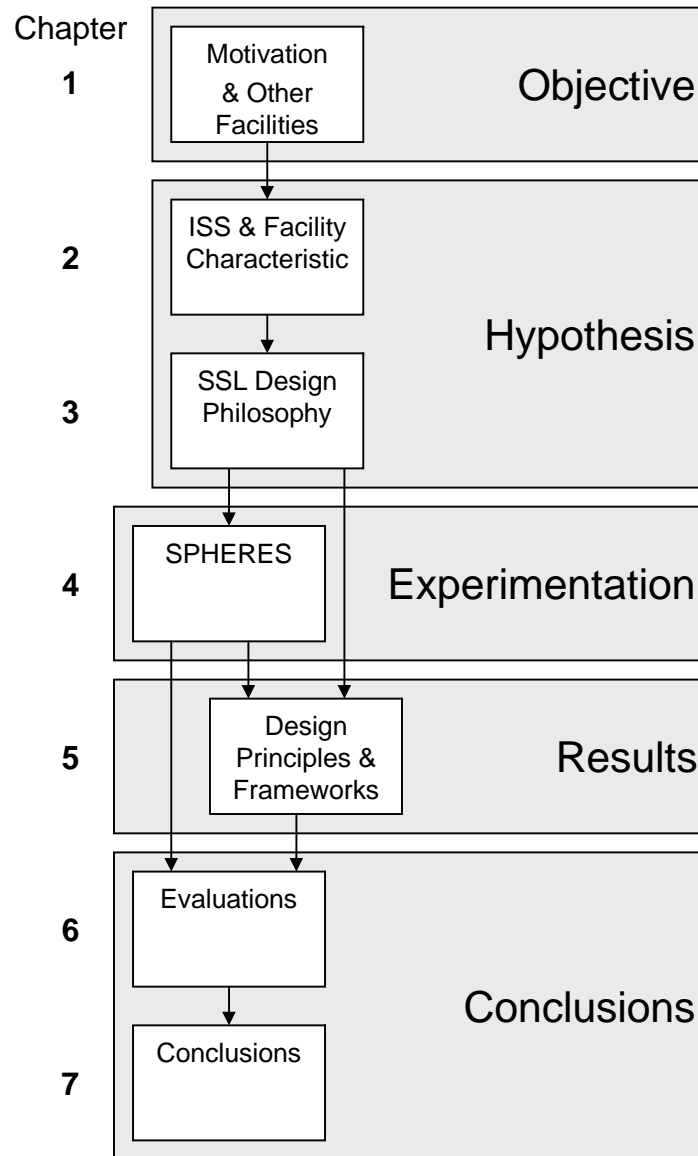 Chapter
1
Motivation
& Other
Facilities
Objective
2
ISS & Facility
Characteristic
Hypothesis
3
SSL Design
Philosophy
4
SPHERES
Experimentation
5
Design
Principles &
Frameworks
Results
6
Evaluations
Conclusions
7
Conclusions